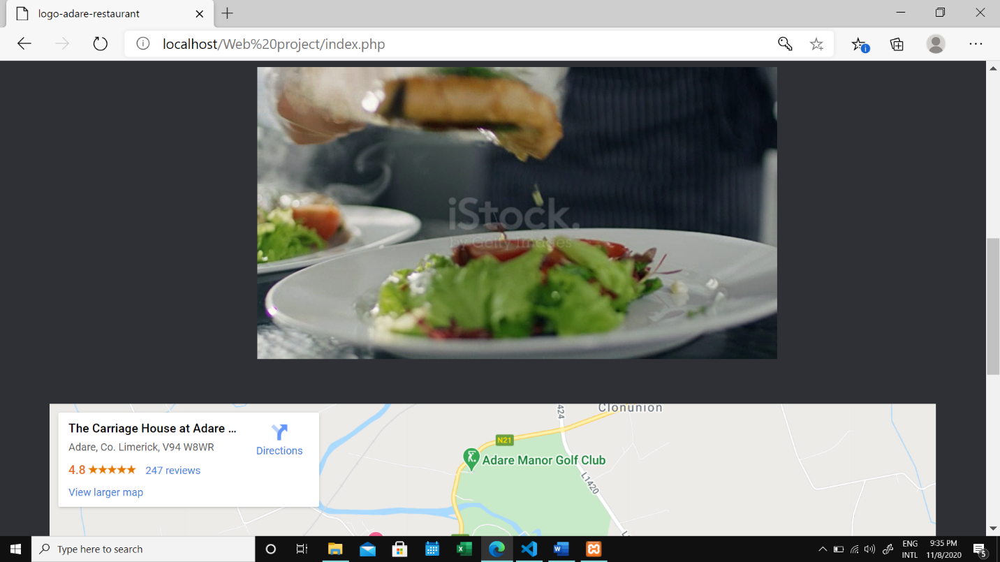 logo-adare-restaurant
localhost/Web%20project/index.php
iStock.
by Getty Images
The Carriage House at Adare ...
Adare, Co. Limerick, V94 W8WR
4.8
247 reviews
View larger map
Directions
Clonunion
424
N21
Adare Manor Golf Club
L1420
Type here to search
ENG
INTL
9:35 PM
11/8/2020
5